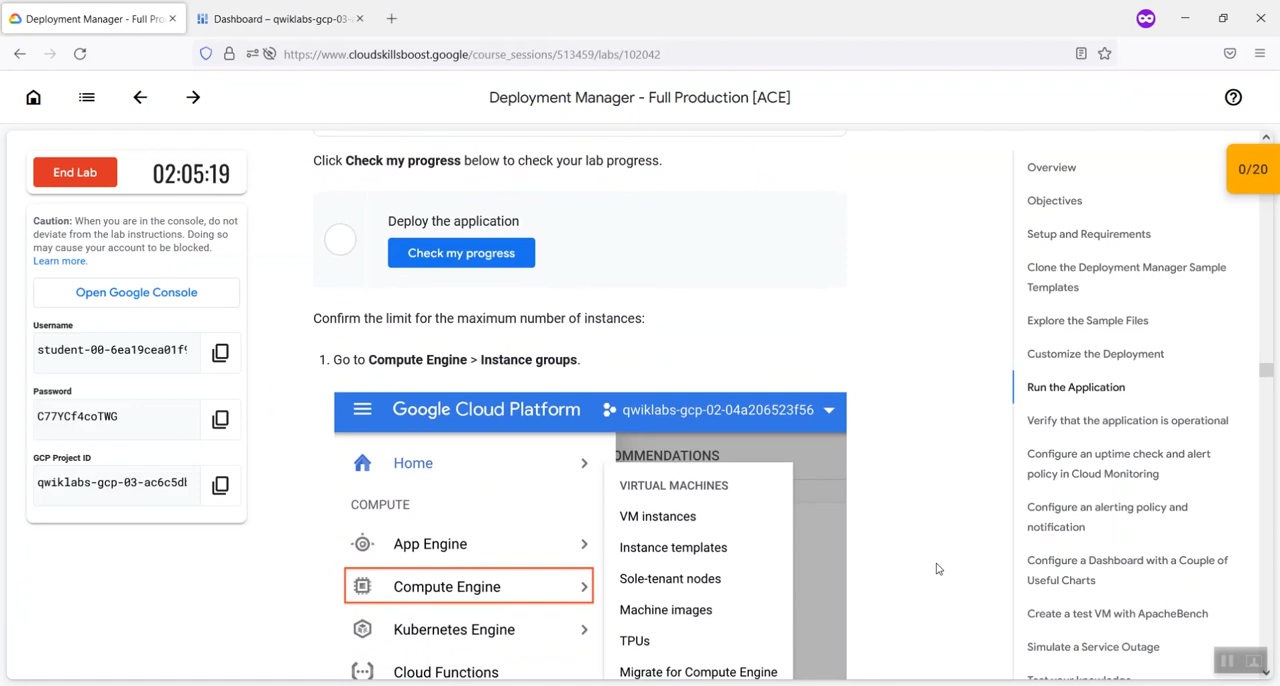 Deployment Manager - Full Pro
Dashboard – qwiklabs-gcp-03-
https://www.cloudskillsboost.google/course_sessions/513459/labs/102042
Deployment Manager - Full Production [ACE]
End Lab
02:05:19
Caution: When you are in the console, do not
deviate from the lab instructions. Doing so
may cause your account to be blocked.
Learn more.
Open Google Console
Username
student-00-6ea19cea01f9
Password
C77YCf4coTWG
GCP Project ID
qwiklabs-gcp-03-ac6c5db
Click Check my progress below to check your lab progress.
Deploy the application
Check my progress
Confirm the limit for the maximum number of instances:
1. Go to Compute Engine > Instance groups.
Google Cloud Platform
qwiklabs-gcp-02-04a206523f56
Home
COMPUTE
App Engine
Compute Engine
Kubernetes Engine
Cloud Functions
OMMENDATIONS
VIRTUAL MACHINES
VM instances
Instance templates
Sole-tenant nodes
Machine images
TPUs
Migrate for Compute Engine
0/20
Overview
Objectives
Setup and Requirements
Clone the Deployment Manager Sample
Templates
Explore the Sample Files
Customize the Deployment
Run the Application
Verify that the application is operational
Configure an uptime check and alert
policy in Cloud Monitoring
Configure an alerting policy and
notification
Configure a Dashboard with a Couple of
Useful Charts
Create a test VM with ApacheBench
Simulate a Service Outage
Test your knowledge